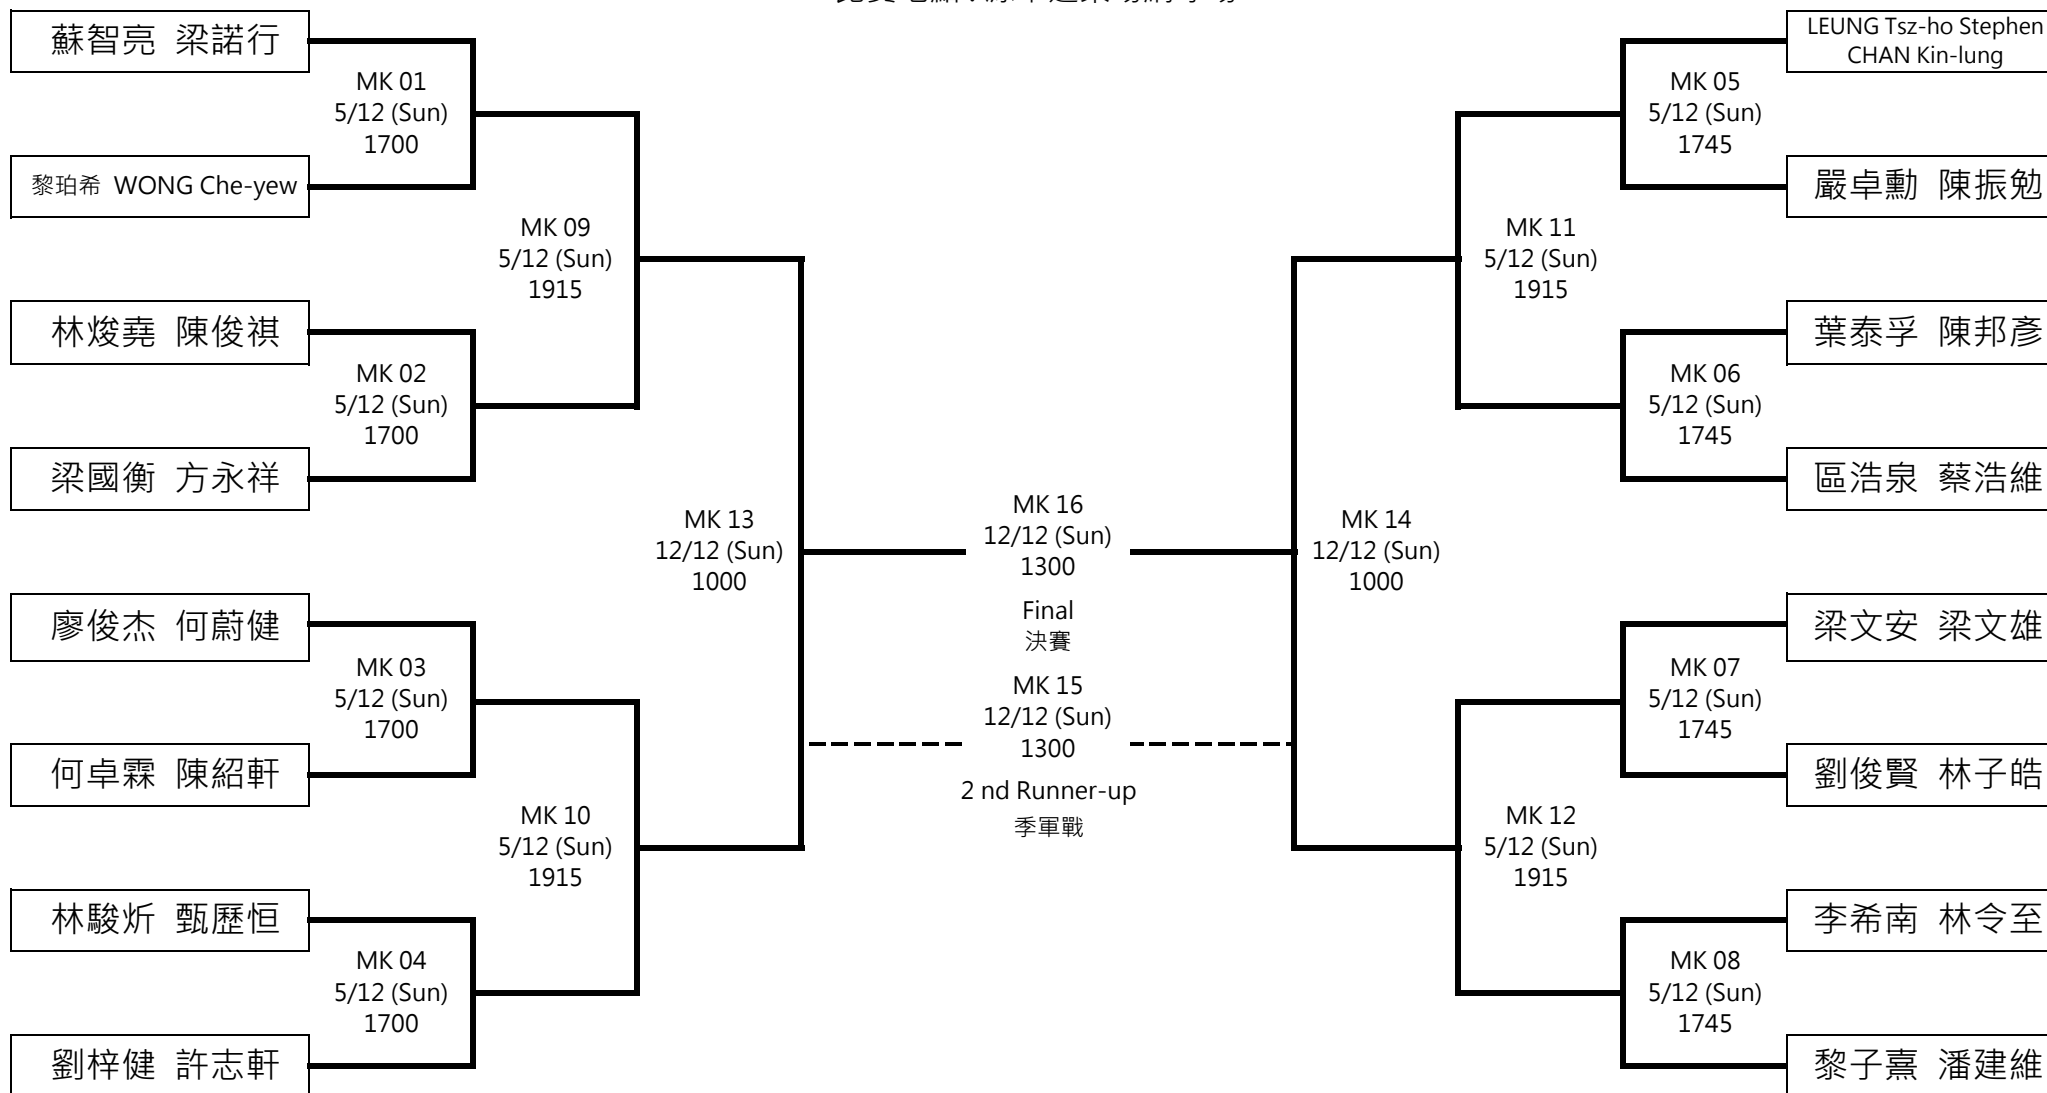 蘇智亮 梁諾行
MK 01
5/12 (Sun)
1700
黎珀希 WONG Che-yew
MK 09
5/12 (Sun)
1915
林焌堯 陳俊祺
MK 02
5/12 (Sun)
1700
梁國衡 方永祥
MK 13
12/12 (Sun)
1000
廖俊杰 何蔚健
MK 03
5/12 (Sun)
1700
何卓霖 陳紹軒
MK 10
5/12 (Sun)
1915
林駿炘 甄歷恒
MK 04
5/12 (Sun)
1700
劉梓健 許志軒
MK 16
12/12 (Sun)
1300
Final
決賽
MK 15
12/12 (Sun)
1300
2 nd Runner-up
季軍戰
LEUNG Tsz-ho Stephen
CHAN Kin-lung
MK 05
5/12 (Sun)
1745
嚴卓勳 陳振勉
MK 11
5/12 (Sun)
1915
葉泰孚 陳邦彥
MK 06
5/12 (Sun)
1745
區浩泉 蔡浩維
MK 14
12/12 (Sun)
1000
梁文安 梁文雄
MK 07
5/12 (Sun)
1745
劉俊賢 林子皓
MK 12
5/12 (Sun)
1915
李希南 林令至
MK 08
5/12 (Sun)
1745
黎子熹 潘建維